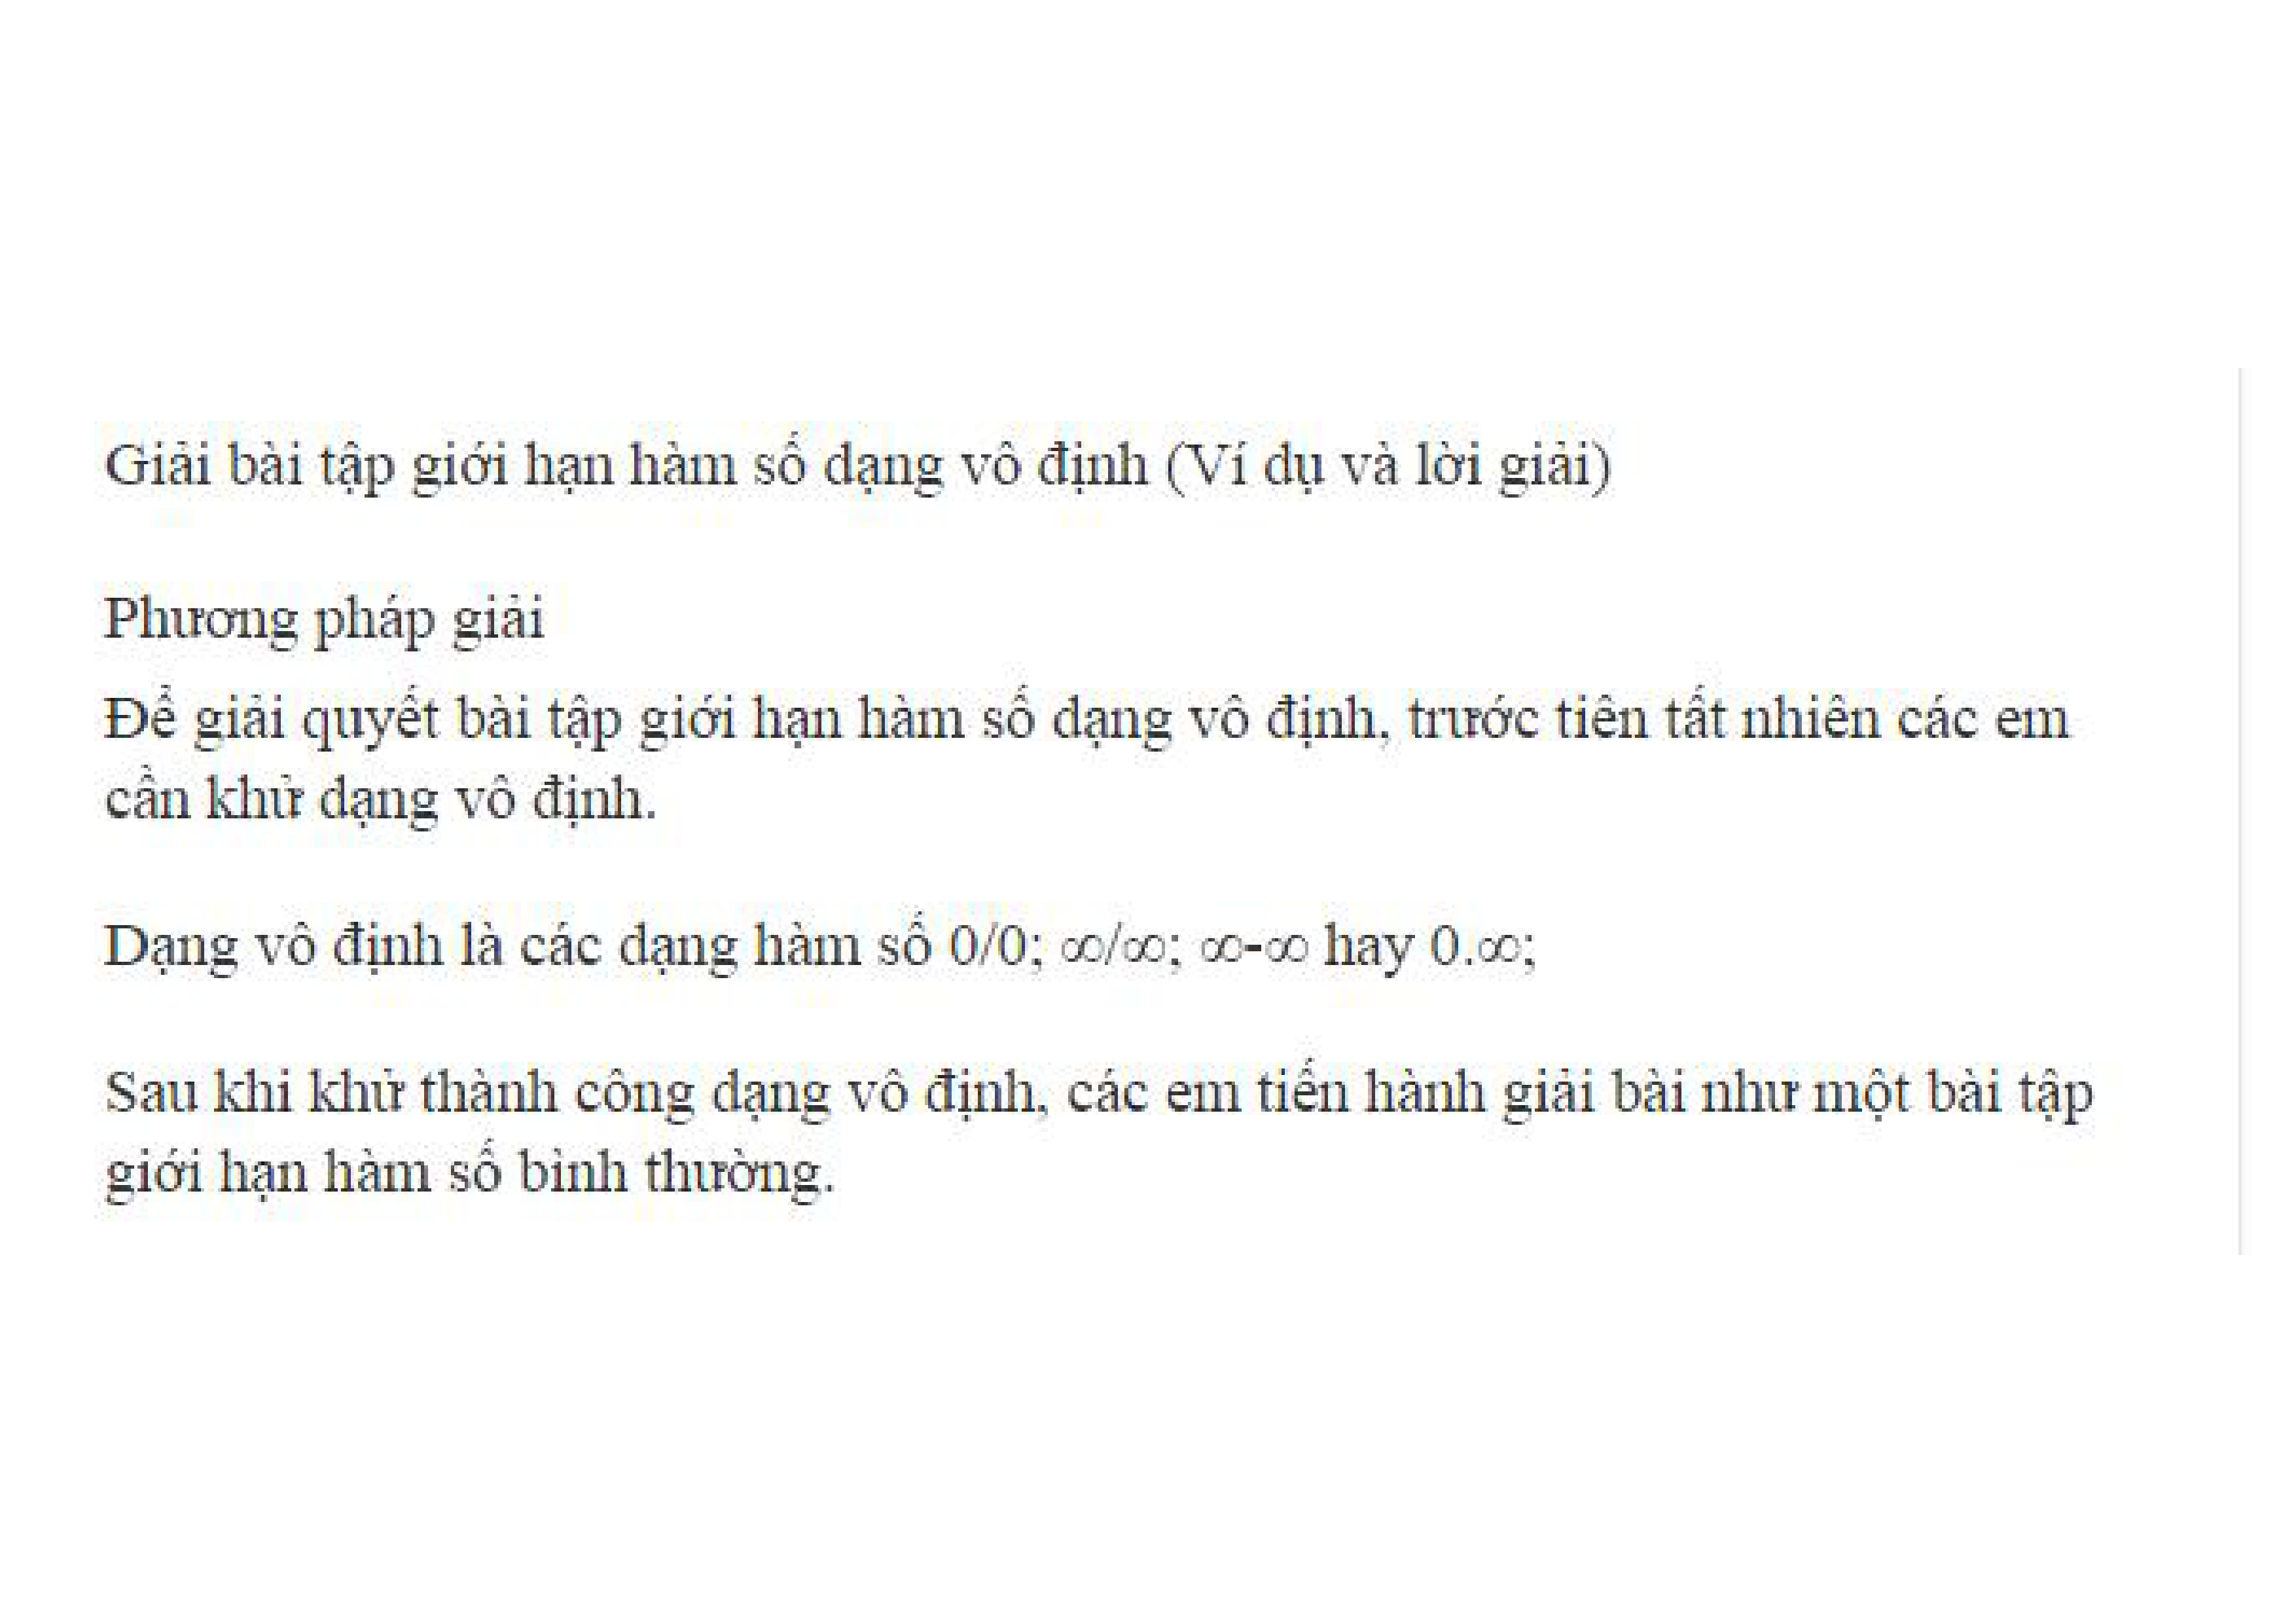 Giải bài tập giới hạn hàm số dạng vô định (Ví dụ và lời giải)
Phương pháp giải
Để giải quyết bài tập giới hạn hàm số dạng vô định, trước tiên tất nhiên các em
cần khử dạng vô định.
Dạng vô định là các dạng hàm số 0/0; ∞/∞; ∞-∞ hay 0.∞;
Sau khi khử thành công dạng vô định, các em tiến hành giải bài như một bài tập
giới hạn hàm số bình thường.